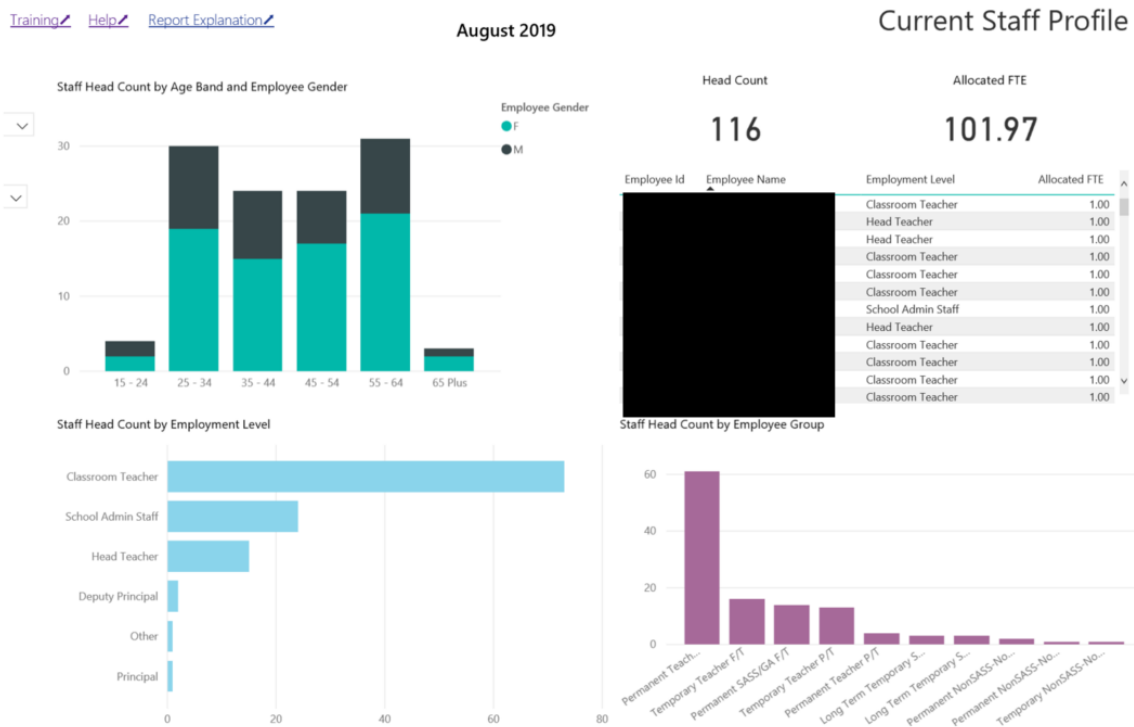 Training Help Report Explanation
August 2019
Current Staff Profile
Staff Head Count by Age Band and Employee Gender
Employee Gender
F
M
30
20
10
0
15 - 24 25 - 34 35 - 44 45 - 54 55 - 64 65 Plus
Head Count Allocated FTE
116 101.97
Employee Id Employee Name Employment Level Allocated FTE
Classroom Teacher 1.00
Head Teacher 1.00
Head Teacher 1.00
Classroom Teacher 1.00
Classroom Teacher 1.00
Classroom Teacher 1.00
School Admin Staff 1.00
Head Teacher 1.00
Classroom Teacher 1.00
Classroom Teacher 1.00
Classroom Teacher 1.00
Classroom Teacher 1.00
Staff Head Count by Employment Level
Classroom Teacher
School Admin Staff
Head Teacher
Deputy Principal
Other
Principal
0 20 40 60 80
Staff Head Count by Employee Group
60
40
20
0
Permanent Teach...
Temporary Teacher F/T
Permanent SASS/GA F/T
Temporary Teacher P/T
Permanent Teacher P/T
Long Term Temporary S...
Long Term Temporary S...
Permanent NonSASS-No...
Permanent NonSASS-No...
Temporary NonSASS-No...